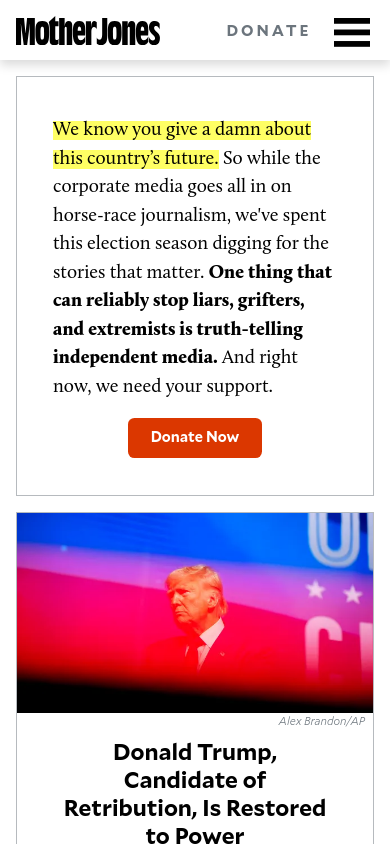 Mother Jones
DONATE
We know you give a damn about
this country’s future. So while the
corporate media goes all in on
horse-race journalism, we've spent
this election season digging for the
stories that matter. One thing that
can reliably stop liars, grifters,
and extremists is truth-telling
independent media. And right
now, we need your support.
Donate Now
U
C
Alex Brandon/AP
Donald Trump,
Candidate of
Retribution, Is Restored
to Power